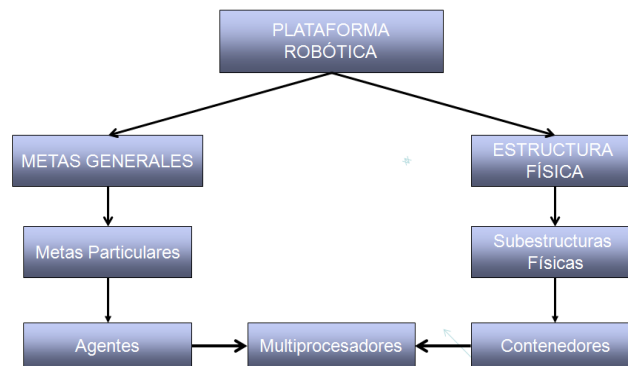 PLATAFORMA
ROBÓTICA
METAS GENERALES
ESTRUCTURA
FÍSICA
Metas Particulares
Subestructuras
Físicas
Agentes
Multiprocesadores
Contenedores